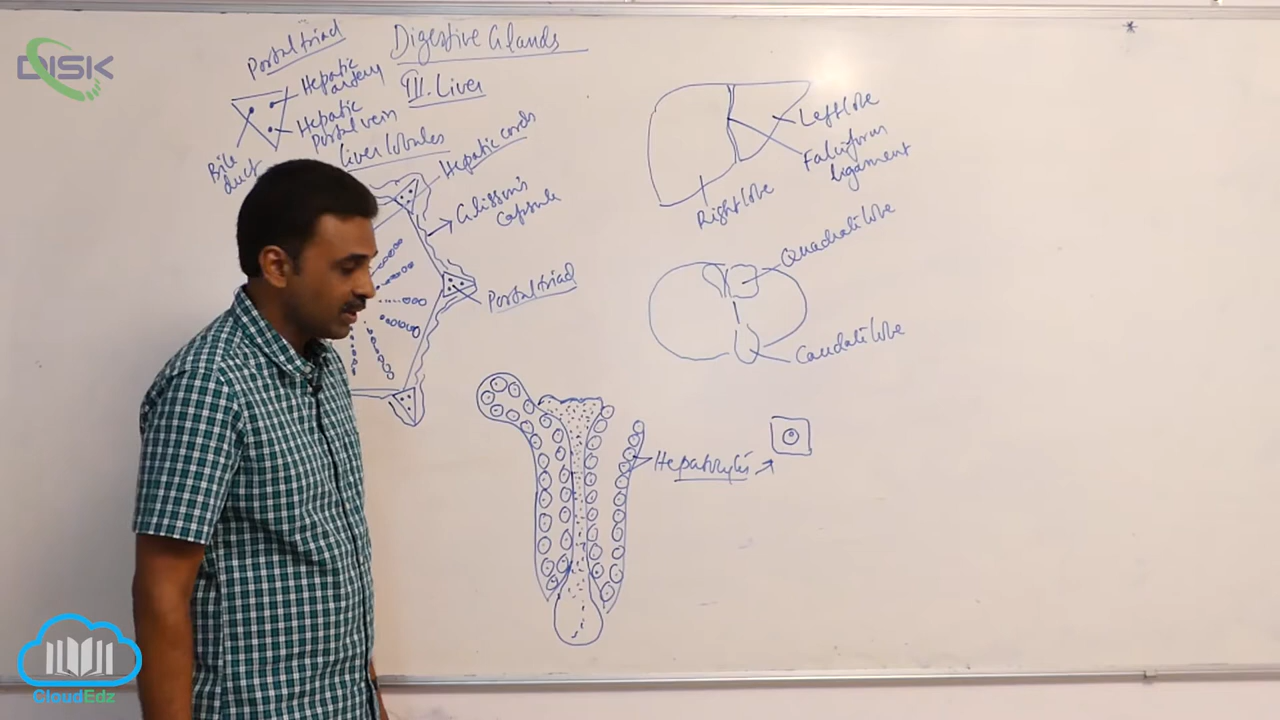 DISK
Digestive Glands
III. Liver
Portal triad
Hepatic
artery
Hepatic
Portal vein
Bile
duct
Liver lobules
Hepatic cords
Glisson's
capsule
Portal triad
Left lobe
Falciform
ligament
Right lobe
Quadrate lobe
Caudate lobe
Hepatocytes
CloudEdz